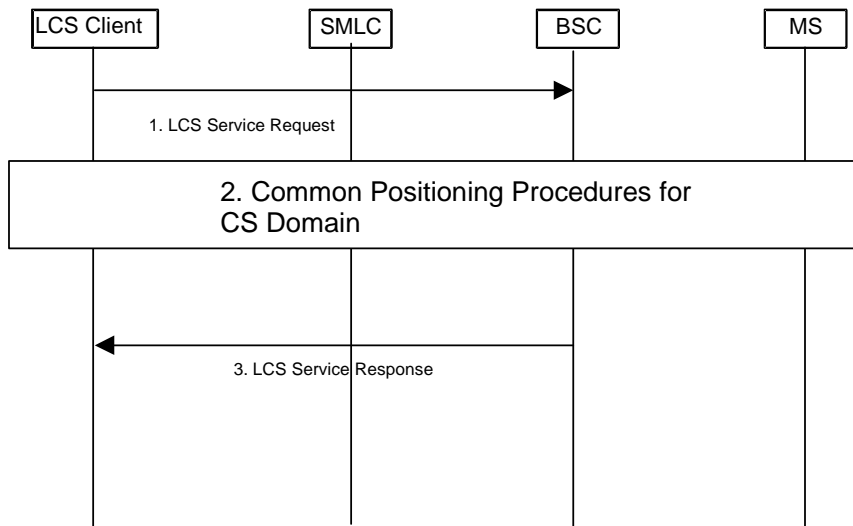 LCS Client
SMLC
BSC
MS
1. LCS Service Request
2. Common Positioning Procedures for
CS Domain
3. LCS Service Response